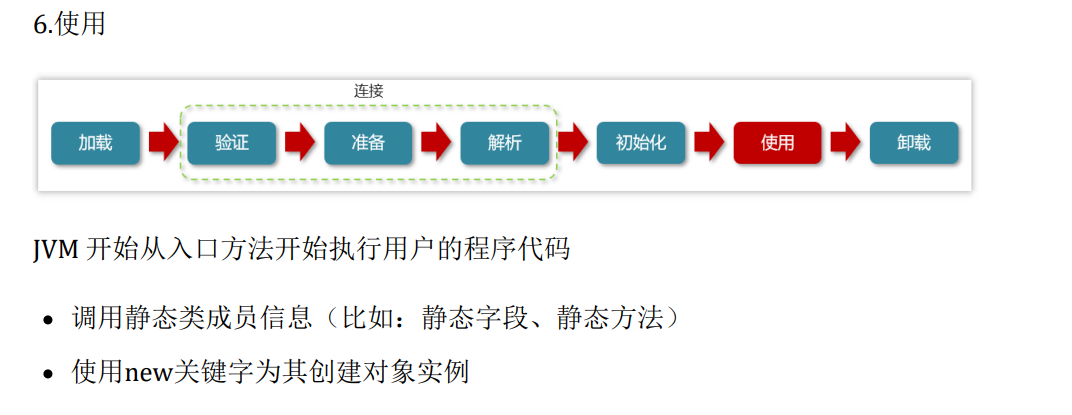 6.使用
连接
加载 验证 准备 解析 初始化 使用 卸载
JVM 开始从入口方法开始执行用户的程序代码
• 调用静态类成员信息（比如：静态字段、静态方法）
• 使用new关键字为其创建对象实例